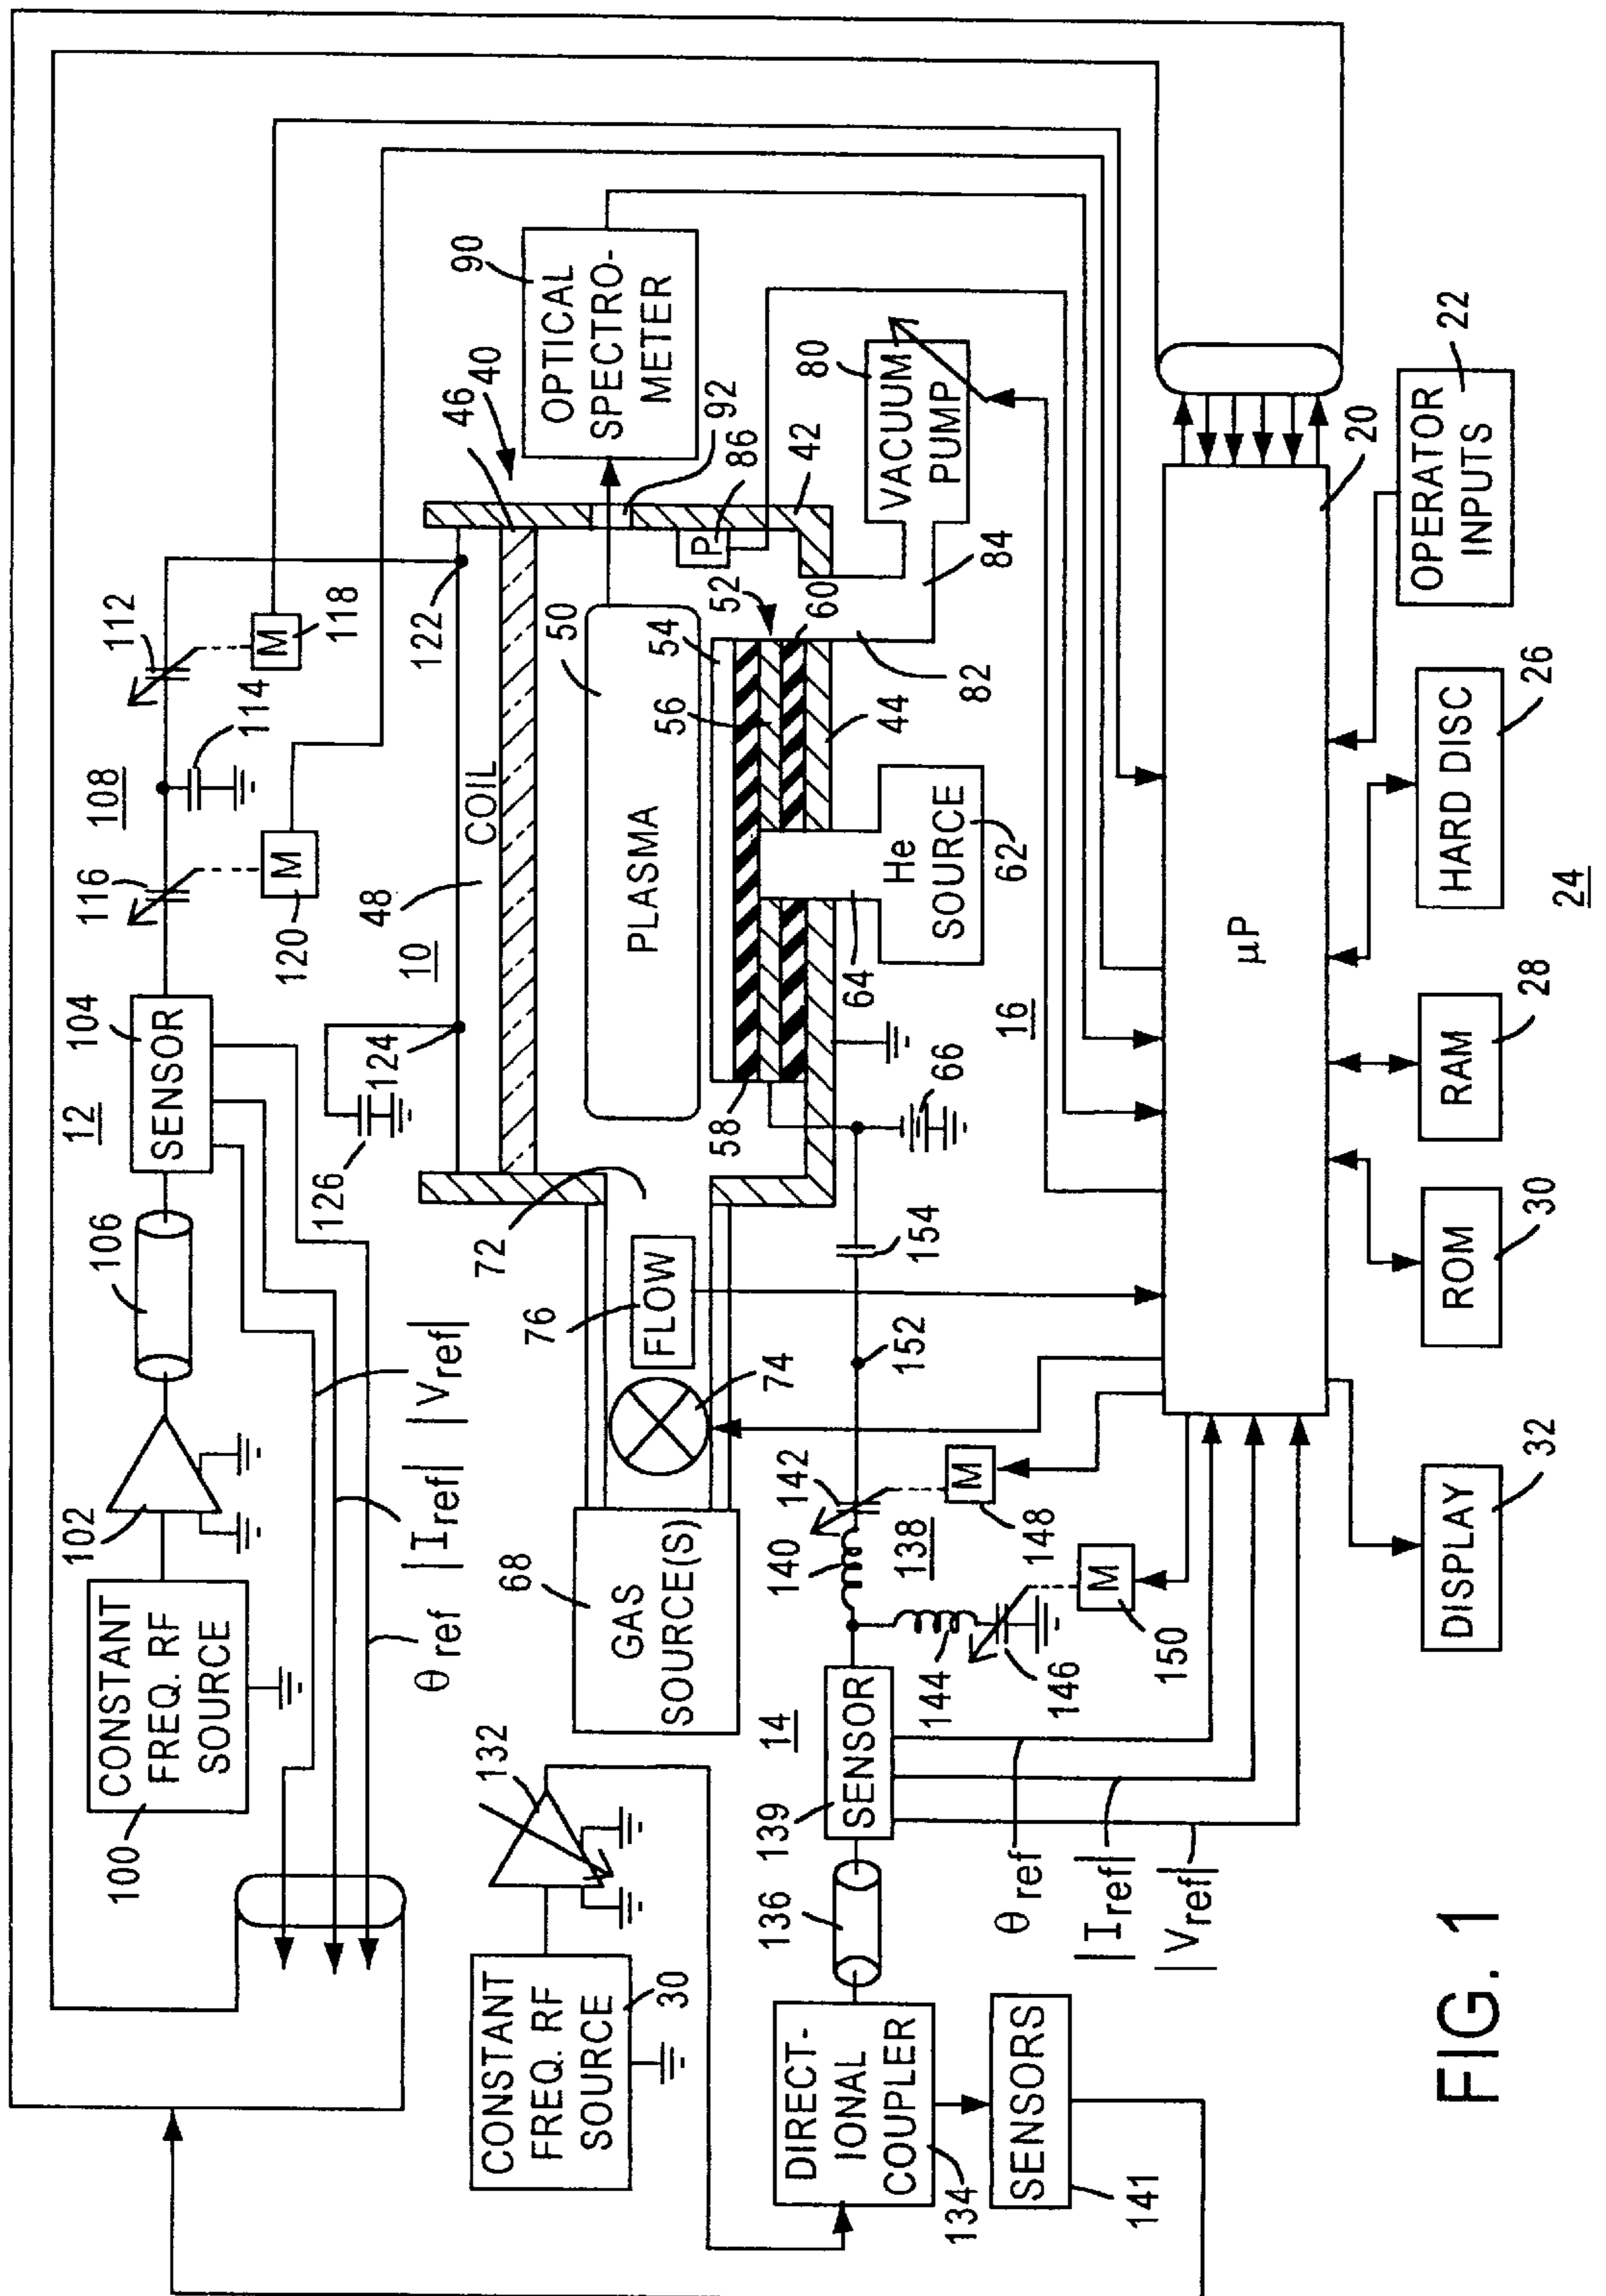 100
CONSTANT
FREQ. RF
SOURCE
102
106
12
104
SENSOR
116
108
114
112
M
120
M
118
θref
|Iref|
|Vref|
126
124
10
48
COIL
122
46
40
90
OPTICAL
SPECTRO-
METER
92
86
P
42
50
PLASMA
52
54
56
58
60
44
82
84
80
VACUUM
PUMP
He
SOURCE
62
64
66
16
72
76
FLOW
74
68
GAS
SOURCE(S)
CONSTANT
FREQ. RF
SOURCE
30
132
DIRECT-
IONAL
COUPLER
134
SENSORS
141
136
139
SENSOR
14
140
142
138
144
146
M
148
M
150
152
154
θref
|Iref|
|Vref|
μP
20
OPERATOR
INPUTS
22
HARD DISC
26
24
RAM
28
ROM
30
DISPLAY
32
FIG. 1